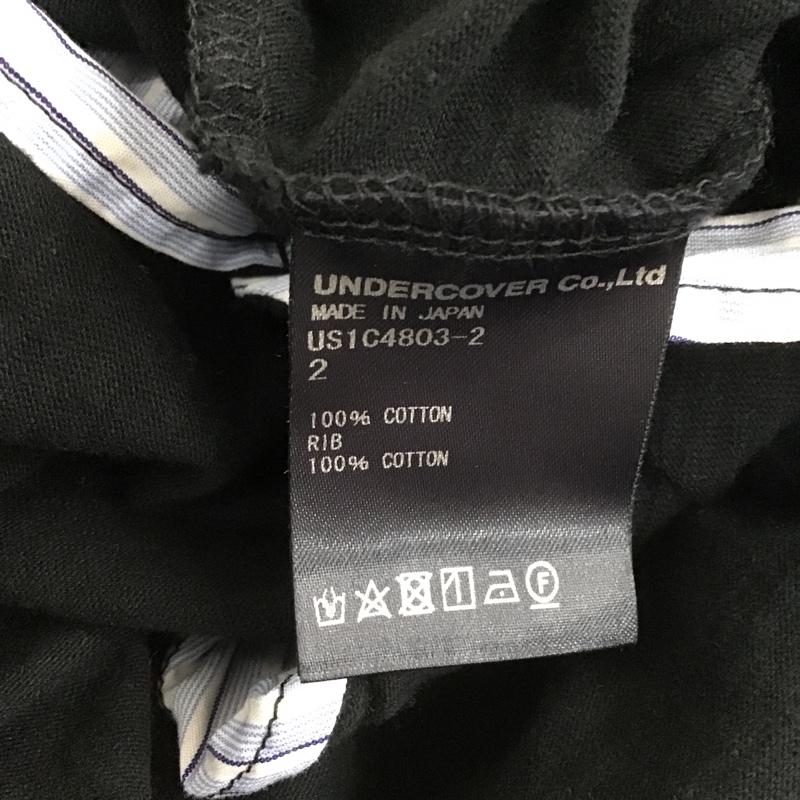 UNDERCOVER Co.,Ltd
MADE IN JAPAN
US1C4803-2
2
100% COTTON
RIB
100% COTTON
F